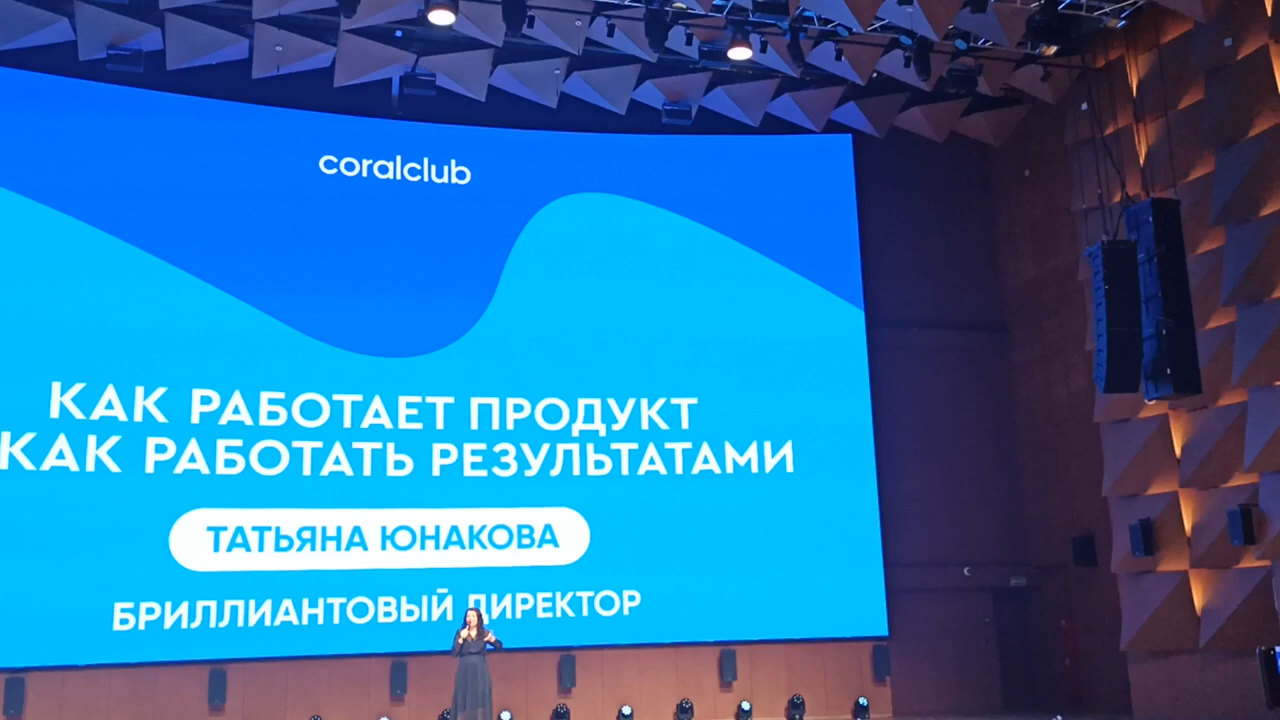 coralclub
КАК РАБОТАЕТ ПРОДУКТ
КАК РАБОТАТЬ РЕЗУЛЬТАТАМИ
ТАТЬЯНА ЮНАКОВА
БРИЛЛИАНТОВЫЙ ДИРЕКТОР